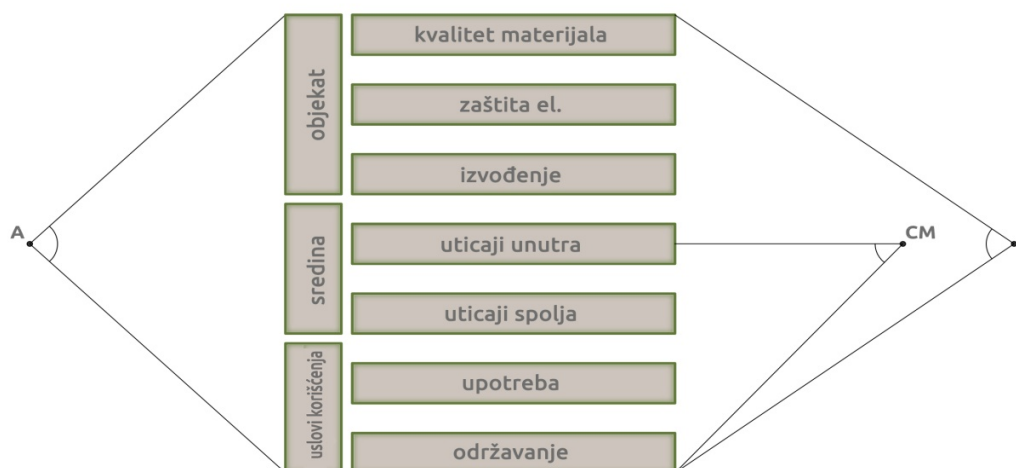 kvalitet materijala
objekat
zaštita el.
izvođenje
A
CM
uticaji unutra
sredina
uticaji spolja
uslovi korišćenja
upotreba
održavanje